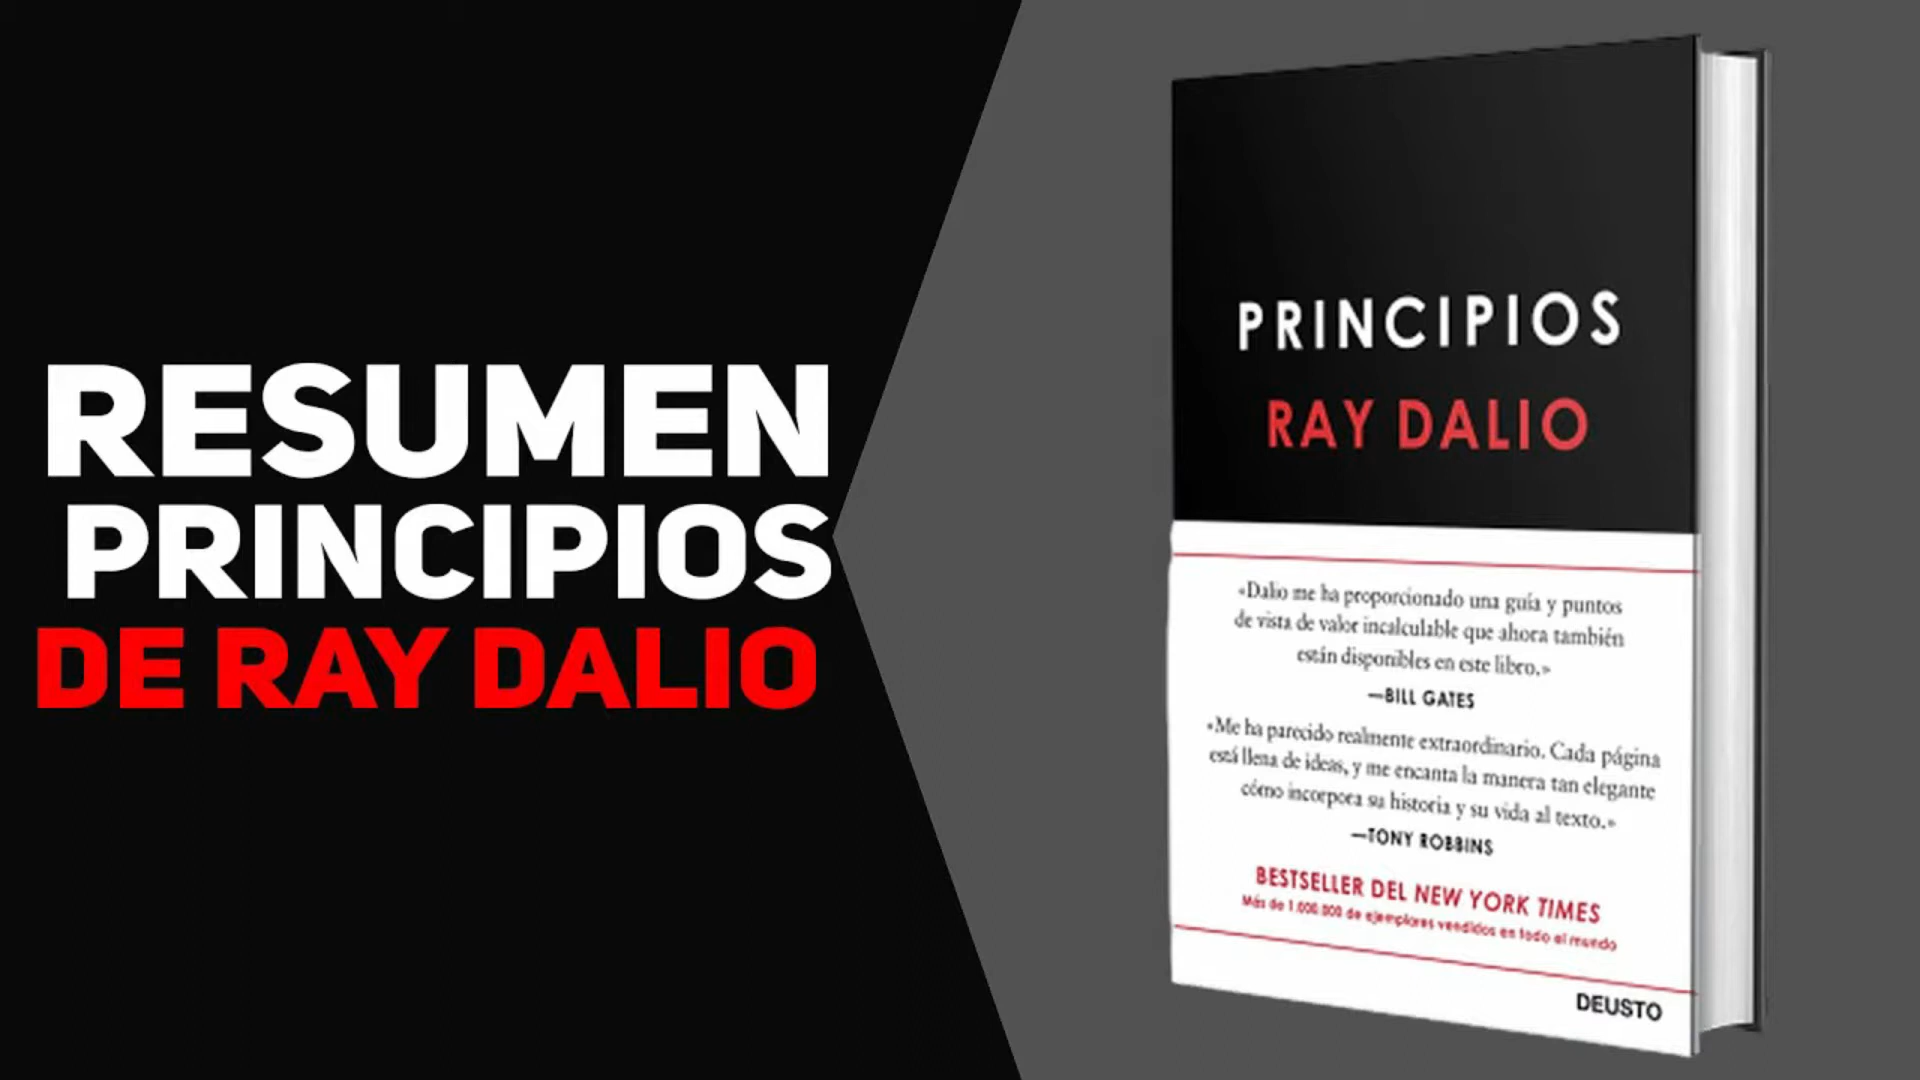 RESUMEN
PRINCIPIOS
DE RAY DALIO
PRINCIPIOS
RAY DALIO
«Dalio me ha proporcionado una guía y puntos
de vista de valor incalculable que ahora también
están disponibles en este libro.»
—BILL GATES
«Me ha parecido realmente extraordinario. Cada página
está llena de ideas, y me encanta la manera tan elegante
cómo incorpora su historia y su vida al texto.»
—TONY ROBBINS
BESTSELLER DEL NEW YORK TIMES
Más de 1.000.000 de ejemplares vendidos en todo el mundo
DEUSTO